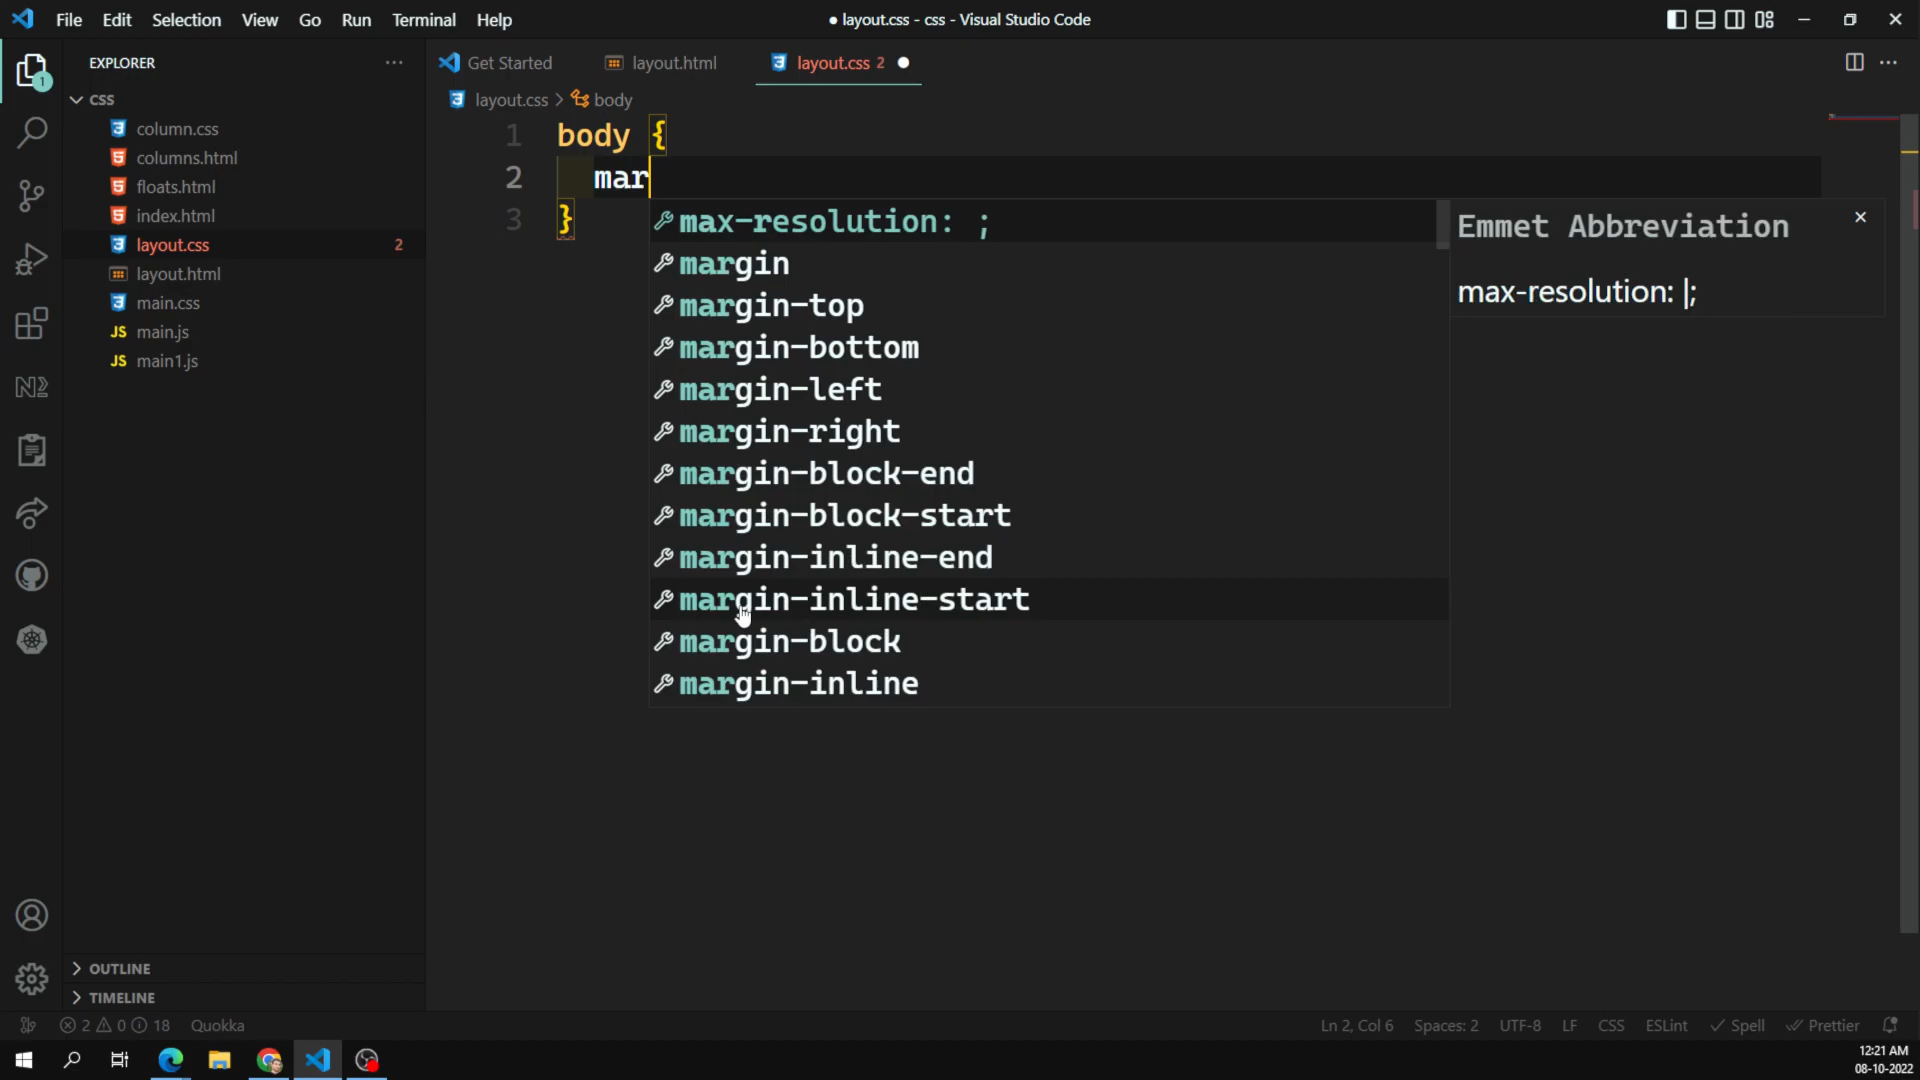 File Edit Selection View Go Run Terminal Help
● layout.css - css - Visual Studio Code
EXPLORER
Get Started
layout.html
layout.css 2
CSS
layout.css > body
column.css
columns.html
floats.html
index.html
layout.css 2
layout.html
main.css
JS main.js
JS main1.js
1 body {
2 mar
3 }
max-resolution: ;
margin
margin-top
margin-bottom
margin-left
margin-right
margin-block-end
margin-block-start
margin-inline-end
margin-inline-start
margin-block
margin-inline
Emmet Abbreviation
max-resolution: |;
1
OUTLINE
TIMELINE
2 0 18 Quokka
Ln 2, Col 6 Spaces: 2 UTF-8 LF CSS ESLint Spell Prettier
12:21 AM
08-10-2022